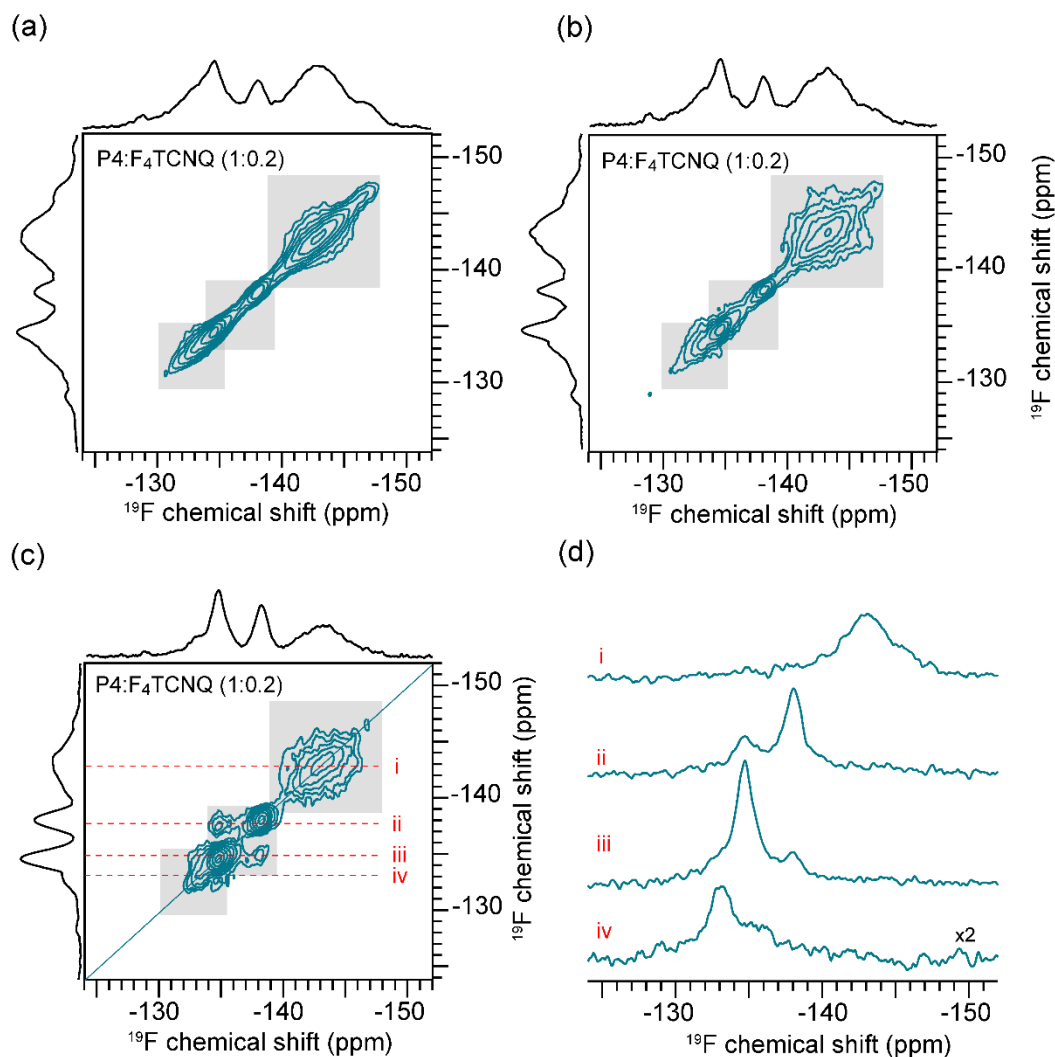 (a)
P4:F₄TCNQ (1:0.2)
-150
-140
-130
-130 -140 -150
¹⁹F chemical shift (ppm)
(b)
P4:F₄TCNQ (1:0.2)
-150
-140
-130
¹⁹F chemical shift (ppm)
-130 -140 -150
¹⁹F chemical shift (ppm)
(c)
P4:F₄TCNQ (1:0.2)
i
ii
iii
iv
-150
-140
-130
¹⁹F chemical shift (ppm)
-130 -140 -150
¹⁹F chemical shift (ppm)
(d)
i
ii
iii
iv
x2
-130 -140 -150
¹⁹F chemical shift (ppm)